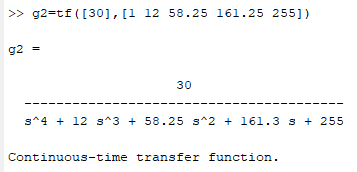 >> g2=tf([30],[1 12 58.25 161.25 255])
g2 =
30
-----------------------------------------
s^4 + 12 s^3 + 58.25 s^2 + 161.3 s + 255
Continuous-time transfer function.